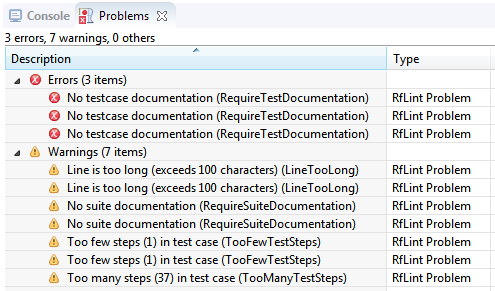 Console Problems
3 errors, 7 warnings, 0 others
Description Type
Errors (3 items)
No testcase documentation (RequireTestDocumentation) RfLint Problem
No testcase documentation (RequireTestDocumentation) RfLint Problem
No testcase documentation (RequireTestDocumentation) RfLint Problem
Warnings (7 items)
Line is too long (exceeds 100 characters) (LineTooLong) RfLint Problem
Line is too long (exceeds 100 characters) (LineTooLong) RfLint Problem
No suite documentation (RequireSuiteDocumentation) RfLint Problem
No suite documentation (RequireSuiteDocumentation) RfLint Problem
Too few steps (1) in test case (TooFewTestSteps) RfLint Problem
Too few steps (1) in test case (TooFewTestSteps) RfLint Problem
Too many steps (37) in test case (TooManyTestSteps) RfLint Problem